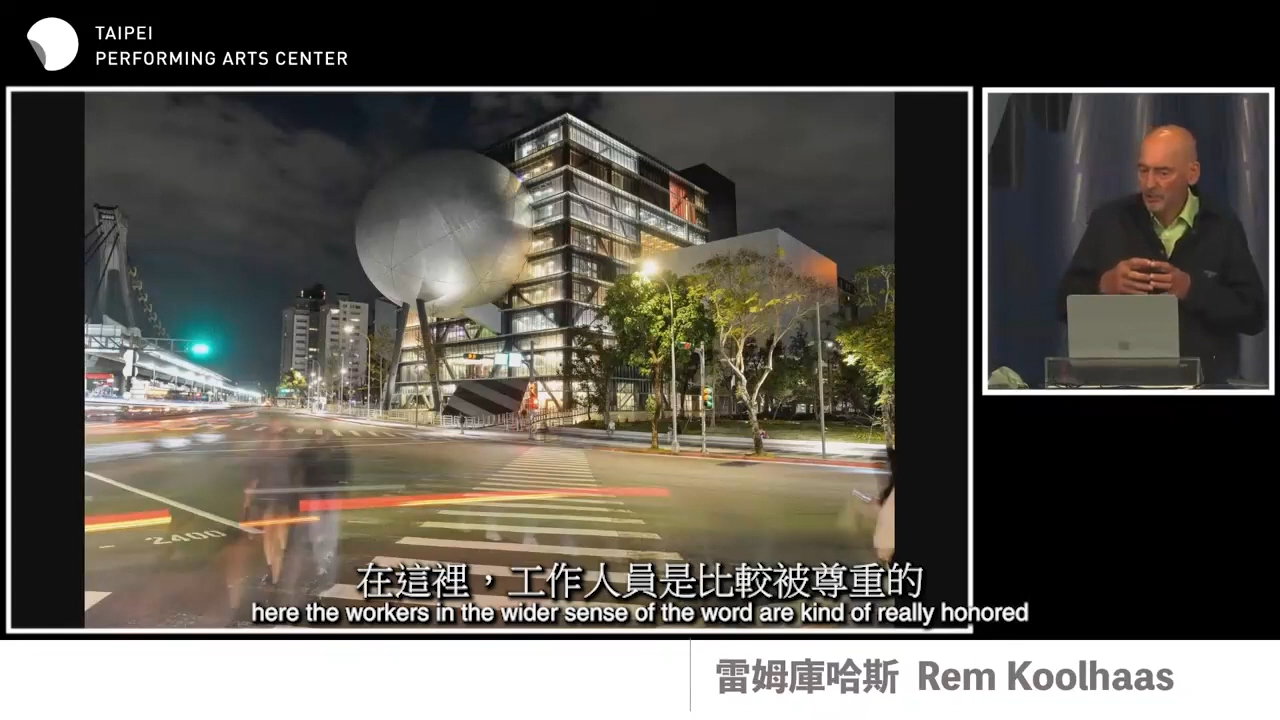 TAIPEI
PERFORMING ARTS CENTER
2400
在這裡，工作人員是比較被尊重的
here the workers in the wider sense of the word are kind of really honored
雷姆庫哈斯 Rem Koolhaas